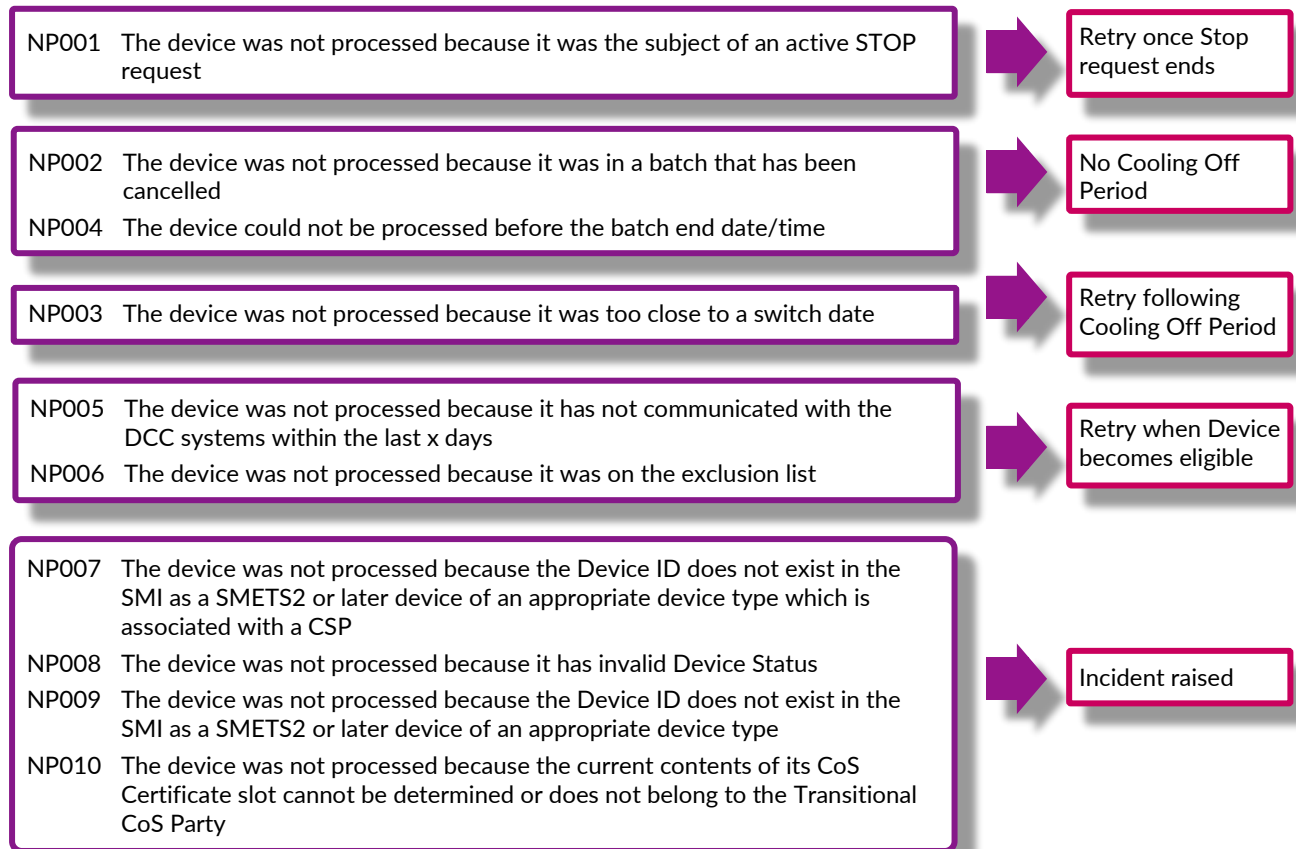 NP001 The device was not processed because it was the subject of an active STOP
request
Retry once Stop
request ends
NP002 The device was not processed because it was in a batch that has been
cancelled
NP004 The device could not be processed before the batch end date/time
No Cooling Off
Period
NP003 The device was not processed because it was too close to a switch date
Retry following
Cooling Off Period
NP005 The device was not processed because it has not communicated with the
DCC systems within the last x days
NP006 The device was not processed because it was on the exclusion list
Retry when Device
becomes eligible
NP007 The device was not processed because the Device ID does not exist in the
SMI as a SMETS2 or later device of an appropriate device type which is
associated with a CSP
NP008 The device was not processed because it has invalid Device Status
NP009 The device was not processed because the Device ID does not exist in the
SMI as a SMETS2 or later device of an appropriate device type
NP010 The device was not processed because the current contents of its CoS
Certificate slot cannot be determined or does not belong to the Transitional
CoS Party
Incident raised